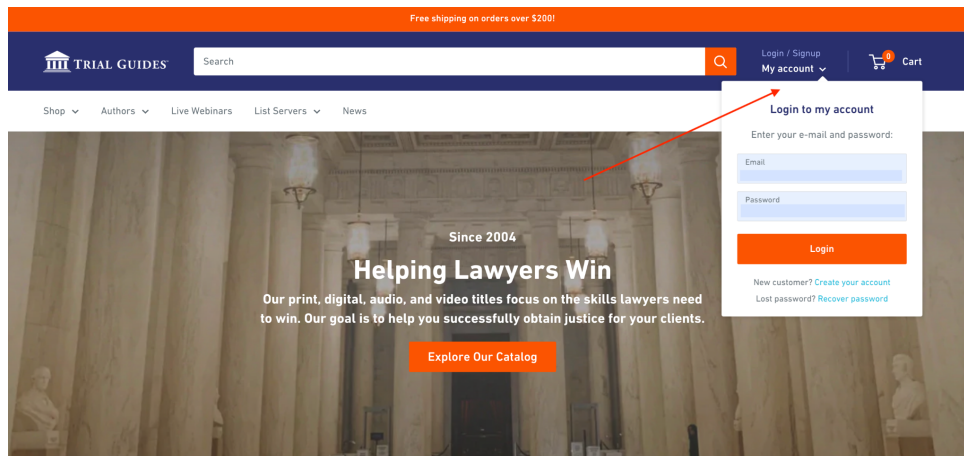 Free shipping on orders over $200!
TRIAL GUIDES
Search
Login / Signup
My account
0
Cart
Shop
Authors
Live Webinars
List Servers
News
Login to my account
Enter your e-mail and password:
Email
Password
Login
New customer? Create your account
Lost password? Recover password
Since 2004
Helping Lawyers Win
Our print, digital, audio, and video titles focus on the skills lawyers need
to win. Our goal is to help you successfully obtain justice for your clients.
Explore Our Catalog